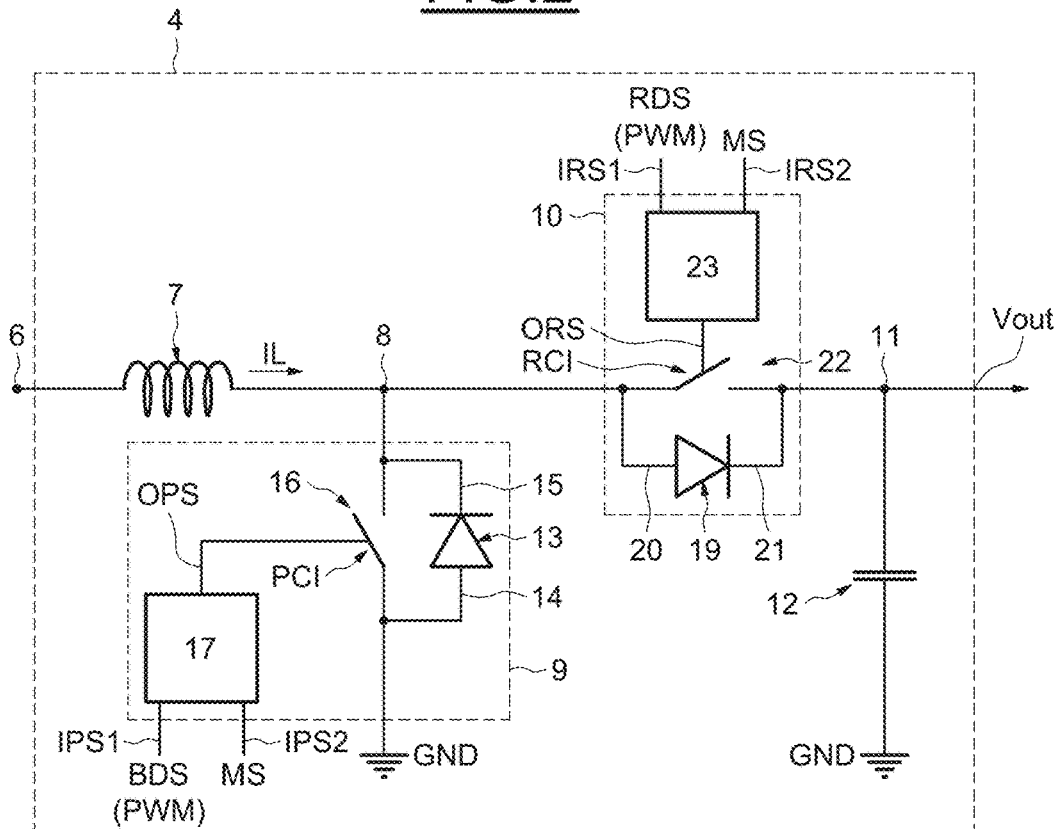 4
RDS
(PWM) MS
IRS1 IRS2
10
23
7
6
IL
8
ORS
RCI
22
11
Vout
16
15
OPS
13
PCI
14
20
19
21
12
17
9
IPS1
IPS2
GND
GND
BDS MS
(PWM)